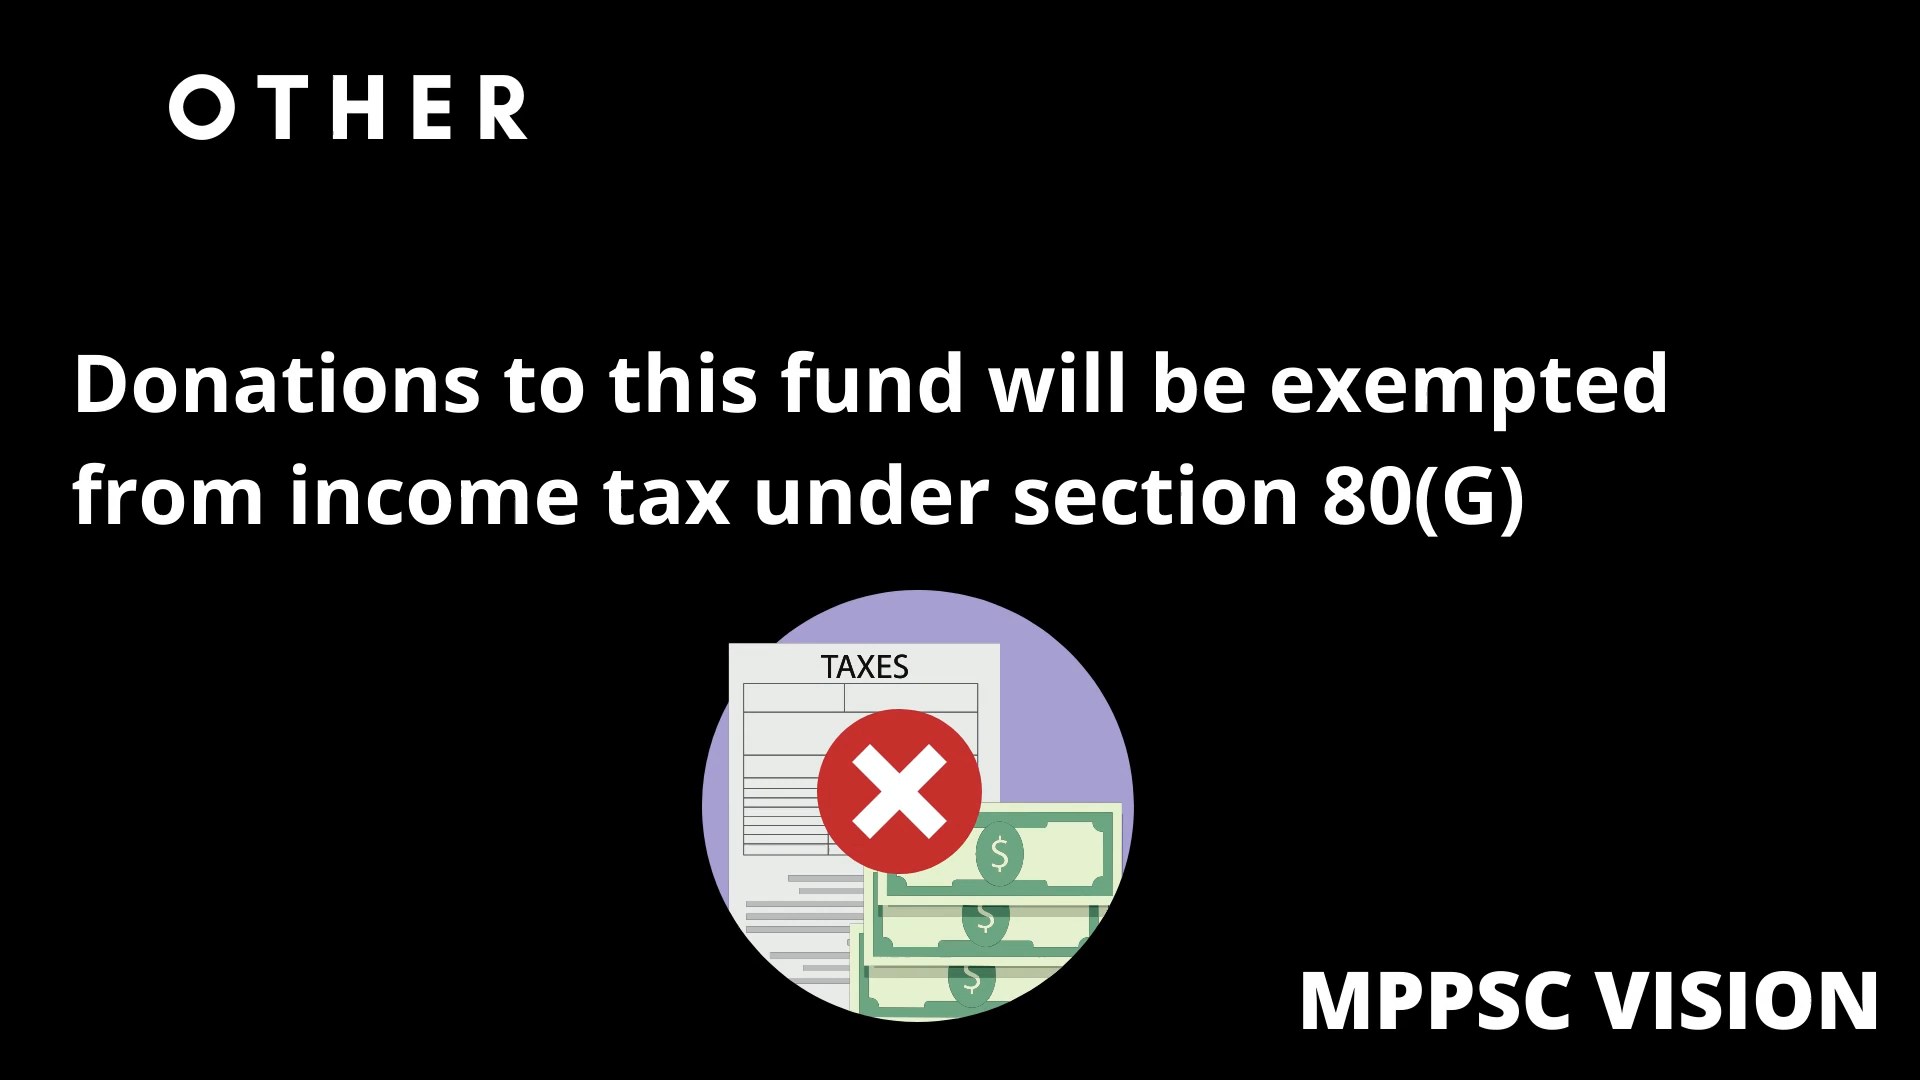 OTHER
Donations to this fund will be exempted
from income tax under section 80(G)
TAXES
$
$
$
MPPSC VISION